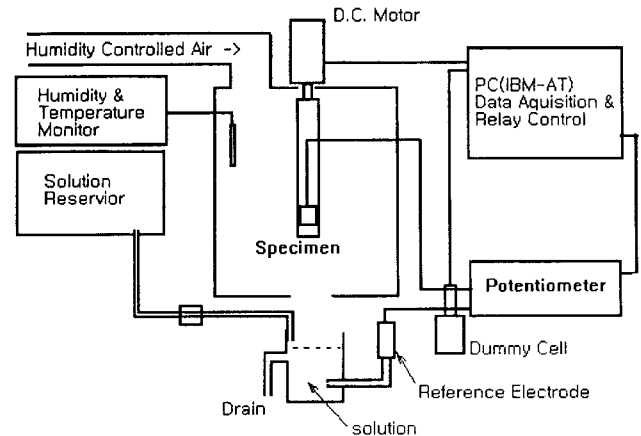 D.C. Motor
Humidity Controlled Air ->
Humidity &
Temperature
Monitor
PC(IBM-AT)
Data Aquisition &
Relay Control
Solution
Reservior
Specimen
Potentiometer
Dummy Cell
Reference Electrode
Drain
solution